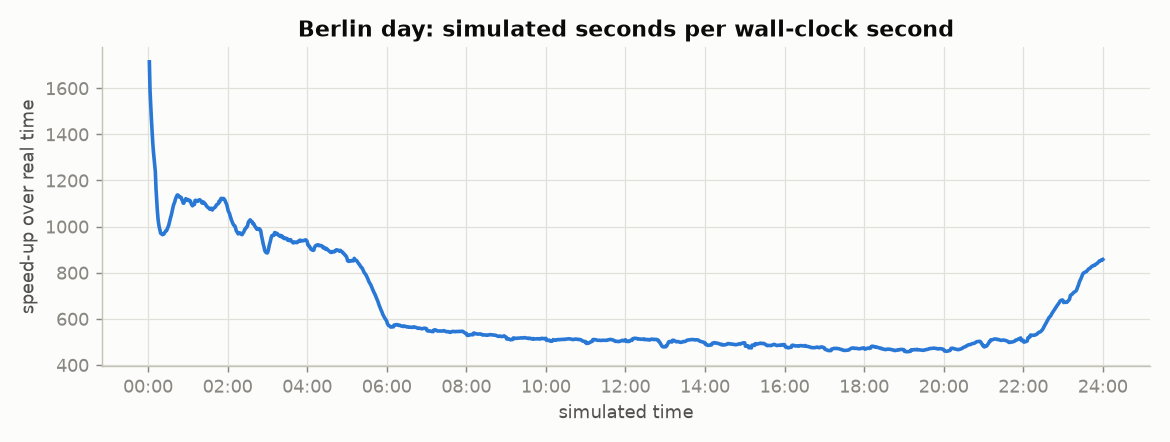 Berlin day: simulated seconds per wall-clock second
speed-up over real time
1600
1400
1200
1000
800
600
400
00:00 02:00 04:00 06:00 08:00 10:00 12:00 14:00 16:00 18:00 20:00 22:00 24:00
simulated time